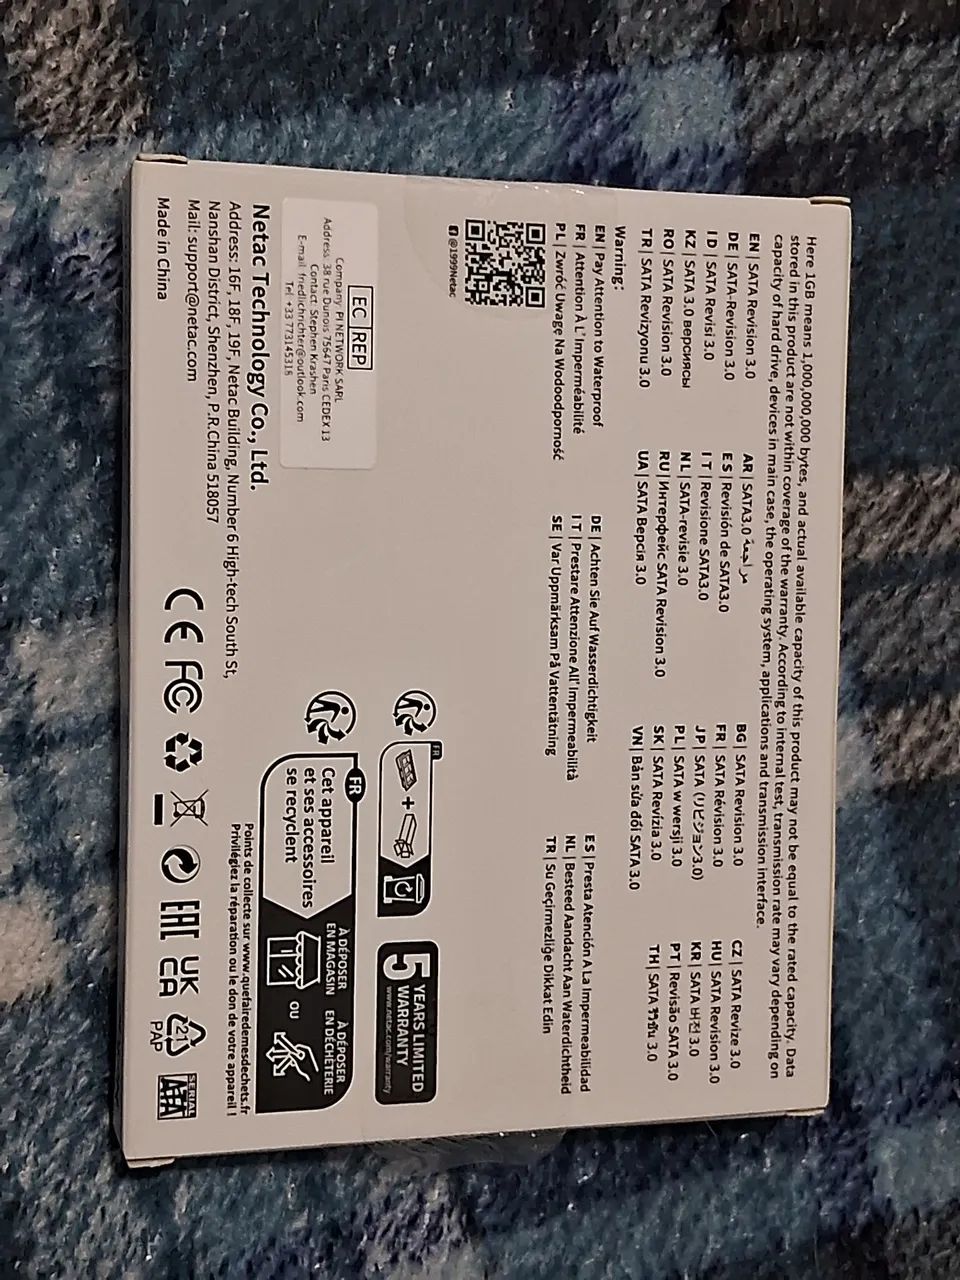 Here 1GB means 1,000,000,000 bytes, and actual available capacity of this product may not be equal to the rated capacity. Data
stored in this product are not within coverage of the warranty. According to internal test, transmission rate may vary depending on
capacity of hard drive, devices in main case, the operating system, applications and transmission interface.
EN | SATA Revision 3.0
DE | SATA-Revision 3.0
ID | SATA Revisi 3.0
KZ | SATA 3.0 версиясы
RO | SATA Revision 3.0
TR | SATA Revizyonu 3.0
AR | SATA3.0 مراجعة
ES | Revisión de SATA3.0
IT | Revisione SATA3.0
NL | SATA-revisie 3.0
RU | Интерфейс SATA Revision 3.0
UA | SATA Версія 3.0
BG | SATA Revision 3.0
FR | SATA Révision 3.0
JP | SATA (リビジョン3.0)
PL | SATA w wersji 3.0
SK | SATA Revízia 3.0
VN | Bản sửa đổi SATA 3.0
CZ | SATA Revize 3.0
HU | SATA Revision 3.0
KR | SATA 버전 3.0
PT | Revisão SATA 3.0
TH | SATA รีวิชัน 3.0
Warning:
EN | Pay Attention to Waterproof
FR | Attention À L' Imperméabilité
PL | Zwróć Uwagę Na Wodoodporność
DE | Achten Sie Auf Wasserdichtigkeit
IT | Prestare Attenzione All' Impermeabilità
SE | Var Uppmärksam På Vattentätning
ES | Presta Atención A La Impermeabilidad
NL | Besteed Aandacht Aan Waterdichtheid
TR | Su Geçirmezliğe Dikkat Edin
@1999Netac
EC REP
Company: PI NETWORK SARL
Address: 38 rue Dunois 75647 Paris CEDEX 13
Contact: Stephen Krashen
E-mail: friedlichrichter@outlook.com
Tel: +33 773145316
FR
5 YEARS LIMITED
WARRANTY
www.netac.com/warranty
FR
Cet appareil
et ses accessoires
se recyclent
À DÉPOSER
EN MAGASIN
OU
À DÉPOSER
EN DÉCHÈTERIE
Points de collecte sur www.quefairedemesdechets.fr
Privilégiez la réparation ou le don de votre appareil !
Netac Technology Co., Ltd.
Address: 16F, 18F, 19F, Netac Building, Number 6 High-tech South St,
Nanshan District, Shenzhen, P.R.China 518057
Mail: support@netac.com
Made in China
CE FC EAC UK CA 21 PAP SERIAL ATA